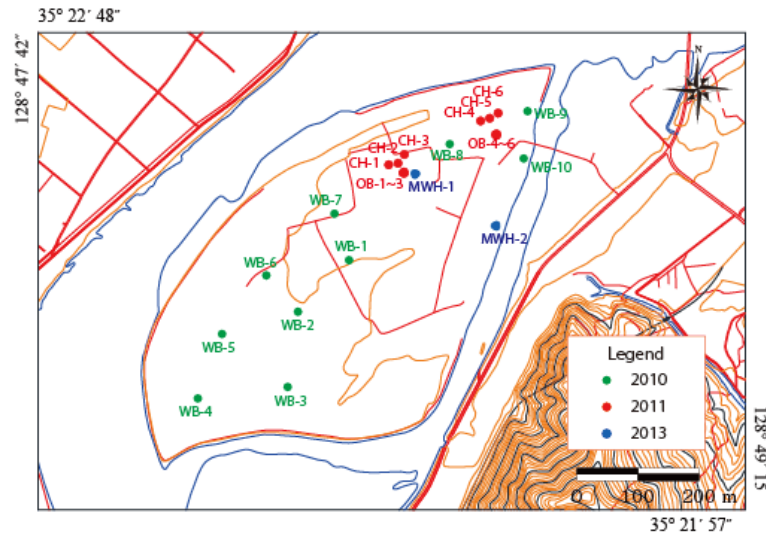 35° 22´ 48˝
128° 47´ 42˝
N
CH-6
CH-5
CH-4
WB-9
OB-4~6
CH-3
CH-2
WB-8
CH-1
WB-10
OB-1~3
MWH-1
WB-7
MWH-2
WB-1
WB-6
WB-2
WB-5
WB-3
WB-4
Legend
2010
2011
2013
0 100 200 m
128° 49´ 15
35° 21´ 57˝